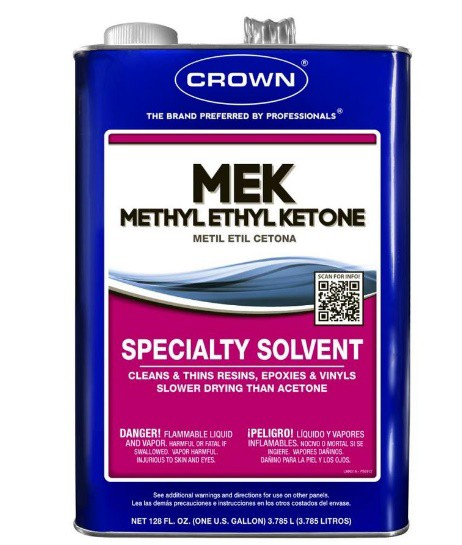 CROWN®
THE BRAND PREFERRED BY PROFESSIONALS®
MEK
METHYL ETHYL KETONE
METIL ETIL CETONA
SCAN FOR INFO!
SPECIALTY SOLVENT
CLEANS & THINS RESINS, EPOXIES & VINYLS
SLOWER DRYING THAN ACETONE
DANGER! FLAMMABLE LIQUID
AND VAPOR. HARMFUL OR FATAL IF
SWALLOWED. VAPOR HARMFUL.
INJURIOUS TO SKIN AND EYES.
¡PELIGRO! LÍQUIDO Y VAPORES
INFLAMABLES. NOCIVO O MORTAL SI SE
INGIERE. VAPORES DAÑINOS.
DAÑINO PARA LA PIEL Y LOS OJOS.
See additional warnings and directions for use on other panels.
Lea las demás precauciones e instrucciones en los otros costados del envase.
NET 128 FL. OZ. (ONE U.S. GALLON) 3.785 L (3.785 LITROS)